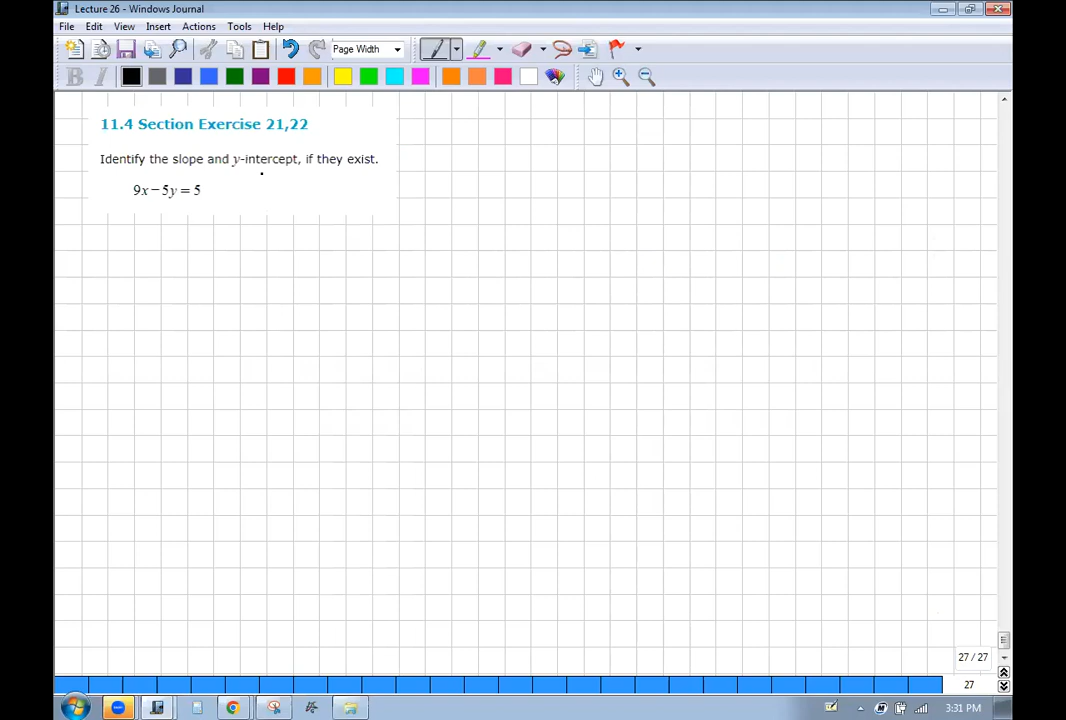 Lecture 26 - Windows Journal
File Edit View Insert Actions Tools Help
Page Width
B I
11.4 Section Exercise 21,22
Identify the slope and y-intercept, if they exist.
9x − 5y = 5
27 / 27
27
3:31 PM